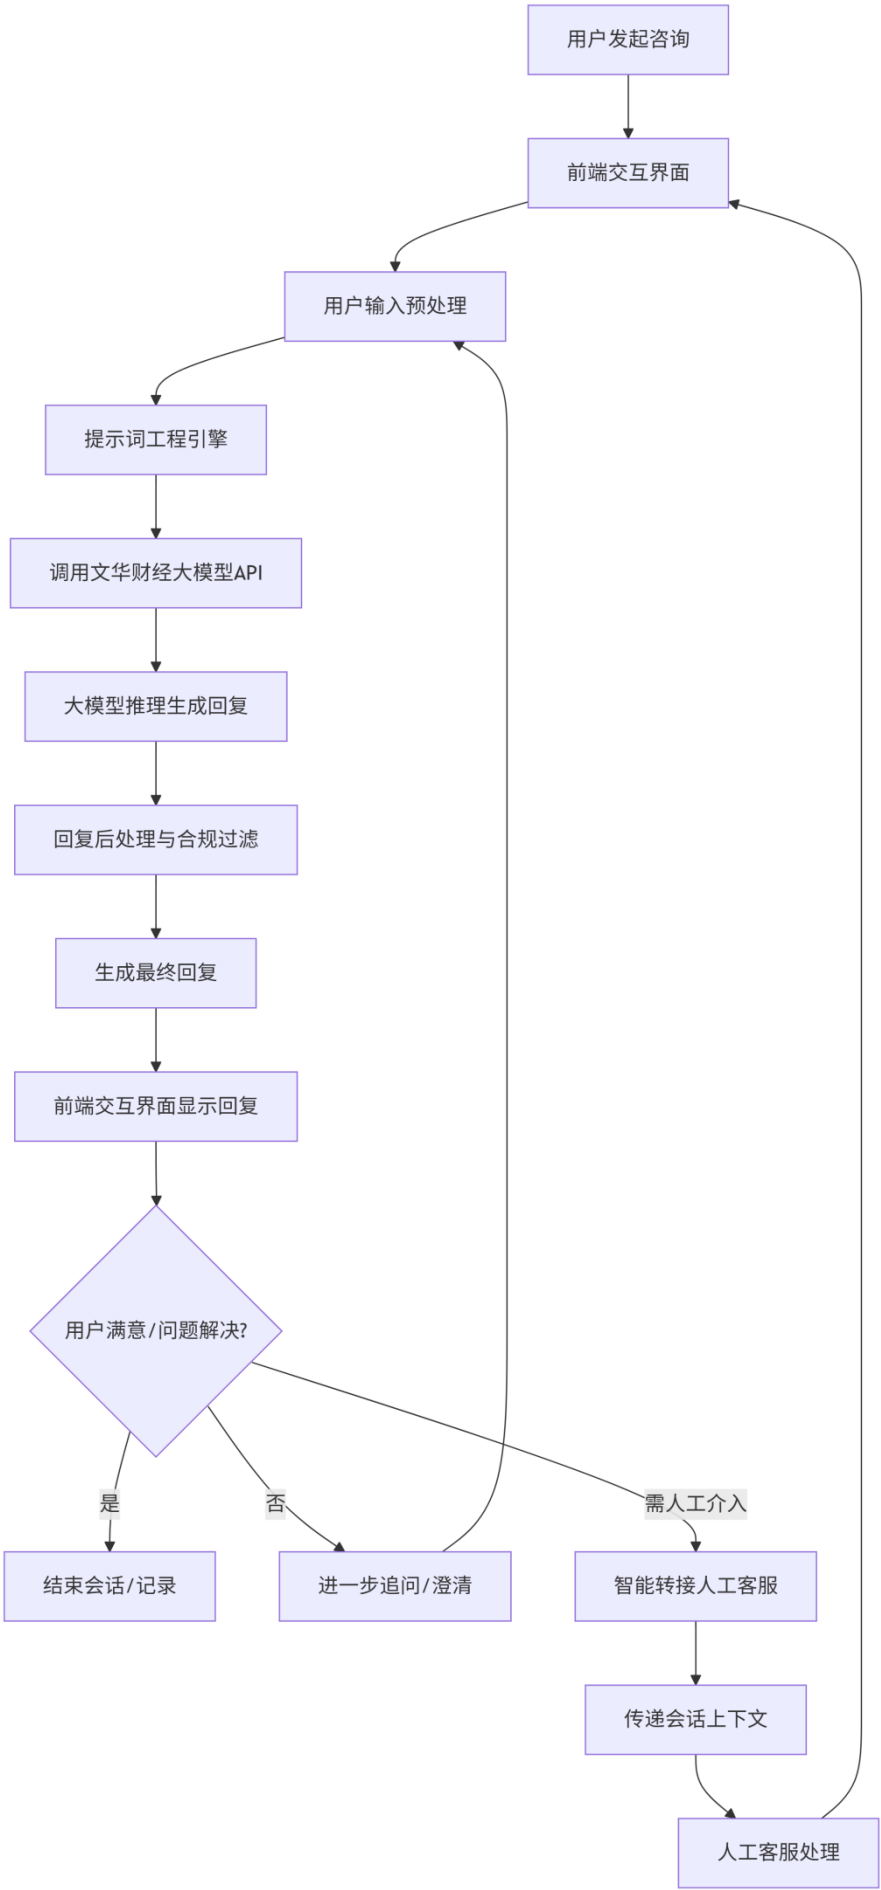 用户发起咨询
前端交互界面
用户输入预处理
提示词工程引擎
调用文华财经大模型API
大模型推理生成回复
回复后处理与合规过滤
生成最终回复
前端交互界面显示回复
用户满意/问题解决?
是
否
需人工介入
结束会话/记录
进一步追问/澄清
智能转接人工客服
传递会话上下文
人工客服处理